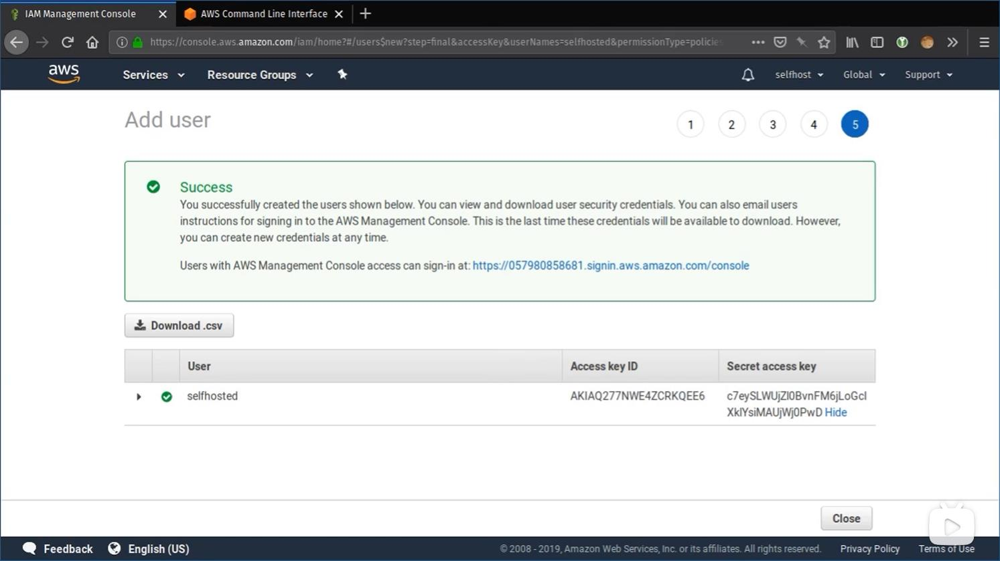 IAM Management Console
AWS Command Line Interface
https://console.aws.amazon.com/iam/home?#/users$new?step=final&accessKey&userNames=selfhosted&permissionType=policies
aws
Services
Resource Groups
selfhost
Global
Support
Add user
1
2
3
4
5
Success
You successfully created the users shown below. You can view and download user security credentials. You can also email users
instructions for signing in to the AWS Management Console. This is the last time these credentials will be available to download. However,
you can create new credentials at any time.
Users with AWS Management Console access can sign-in at: https://057980858681.signin.aws.amazon.com/console
Download .csv
User
Access key ID
Secret access key
selfhosted
AKIAQ277NWE4ZCRKQEE6
c7eySLWUjZI0BvnFM6jLoGcI
XkIYsiMAUjWj0PwD Hide
Close
Feedback
English (US)
© 2008 - 2019, Amazon Web Services, Inc. or its affiliates. All rights reserved.
Privacy Policy
Terms of Use